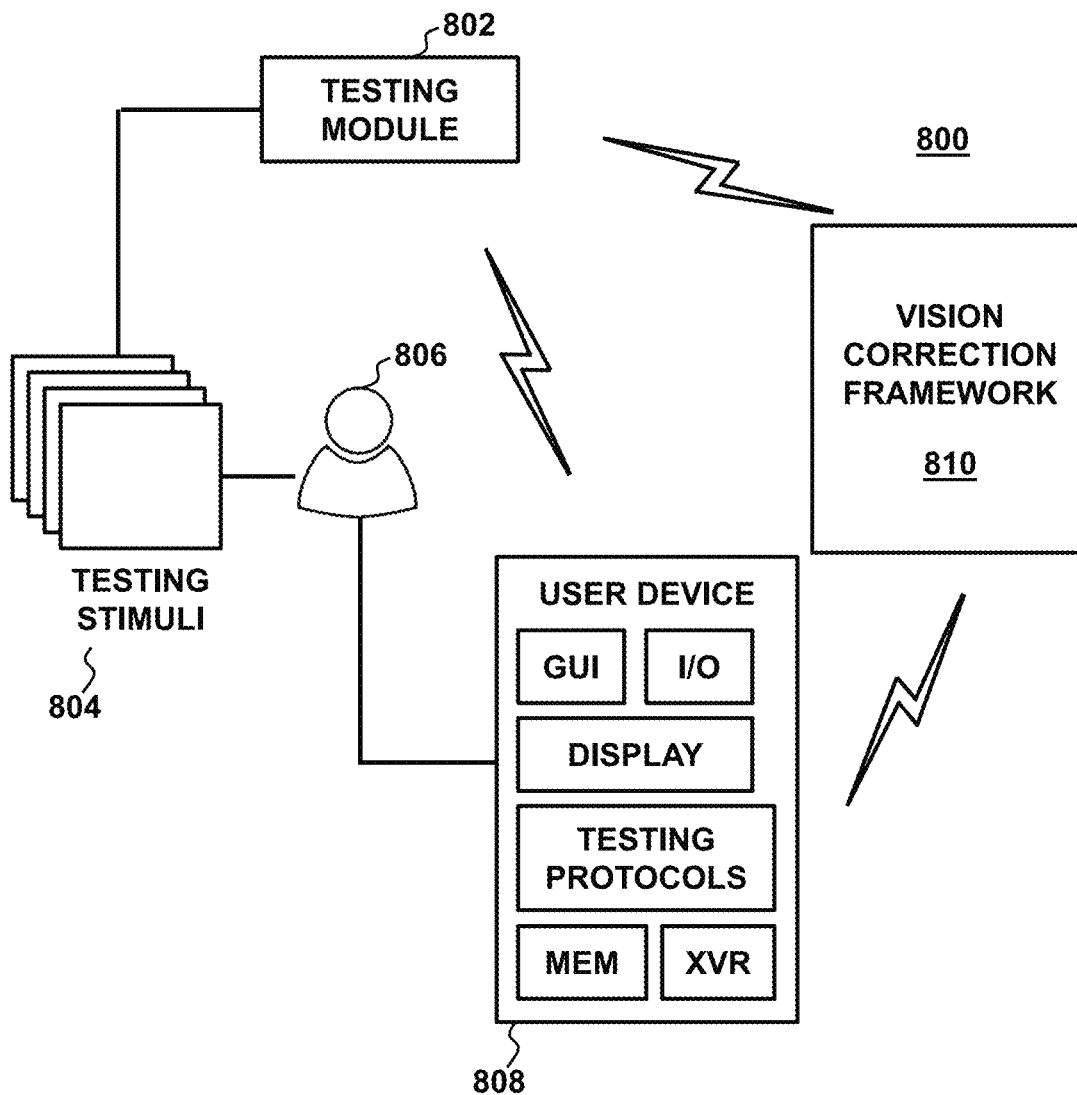 802
TESTING
MODULE
800
VISION
CORRECTION
FRAMEWORK
810
806
TESTING
STIMULI
804
USER DEVICE
GUI
I/O
DISPLAY
TESTING
PROTOCOLS
MEM
XVR
808